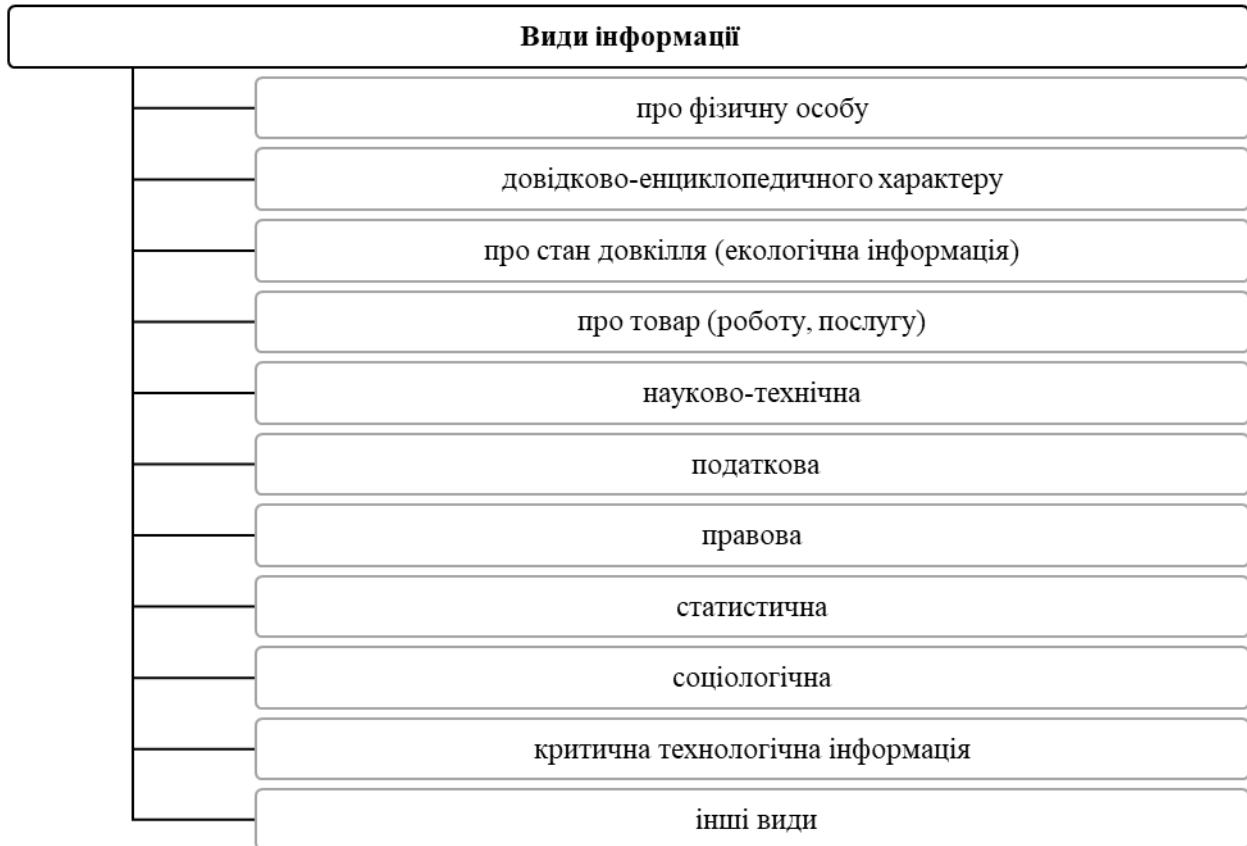 Види інформації
про фізичну особу
довідково-енциклопедичного характеру
про стан довкілля (екологічна інформація)
про товар (роботу, послугу)
науково-технічна
податкова
правова
статистична
соціологічна
критична технологічна інформація
інші види